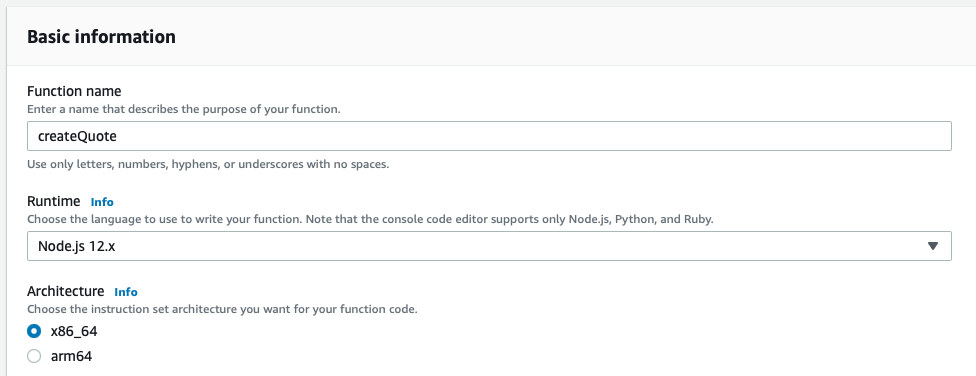 Basic information
Function name
Enter a name that describes the purpose of your function.
createQuote
Use only letters, numbers, hyphens, or underscores with no spaces.
Runtime Info
Choose the language to use to write your function. Note that the console code editor supports only Node.js, Python, and Ruby.
Node.js 12.x
Architecture Info
Choose the instruction set architecture you want for your function code.
x86_64
arm64